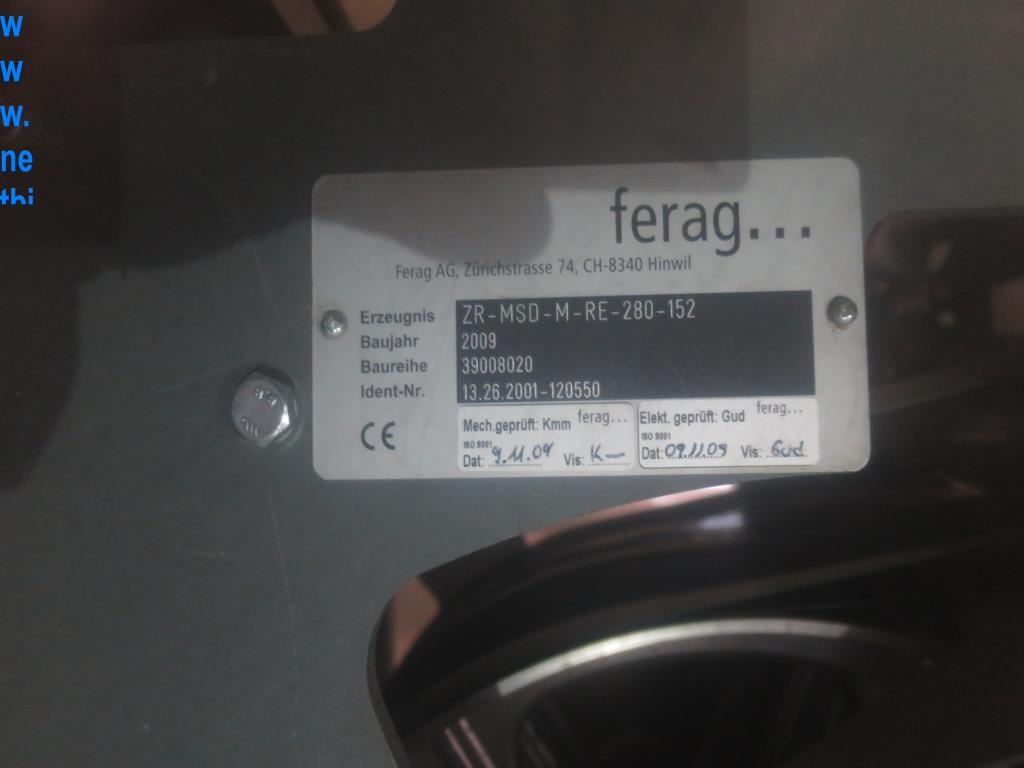 w
w
w.
ne
ferag...
Ferag AG, Zürichstrasse 74, CH-8340 Hinwil
Erzeugnis ZR-MSD-M-RE-280-152
Baujahr 2009
Baureihe 39008020
Ident-Nr. 13.26.2001-120550
CE
Mech.geprüft: Kmm ferag...
ISO 9001
Dat: 9.11.09 Vis: K
Elekt. geprüft: Gud ferag...
ISO 9001
Dat: 09.11.09 Vis: Gud